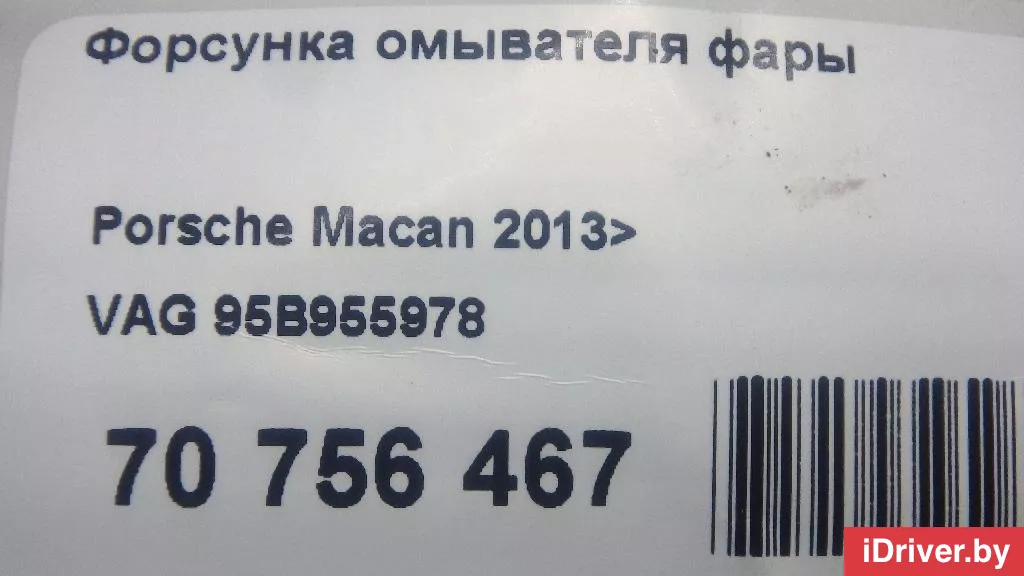 Форсунка омывателя фары
Porsche Macan 2013>
VAG 95B955978
70 756 467
iDriver.by